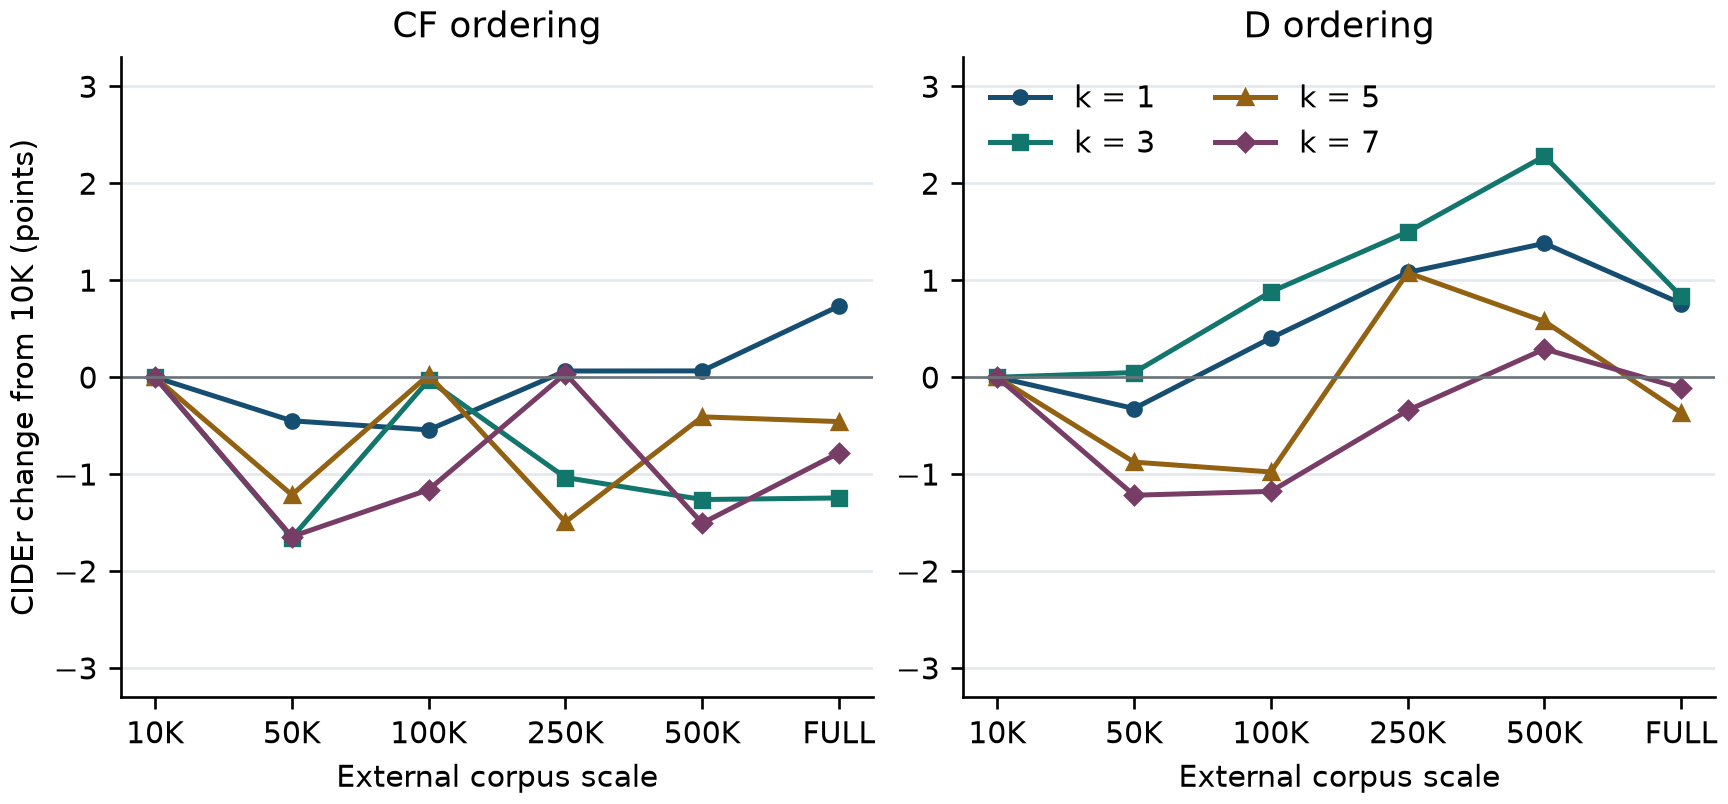 CF ordering
CIDEr change from 10K (points)
3
2
1
0
−1
−2
−3
10K 50K 100K 250K 500K FULL
External corpus scale
D ordering
k = 1 k = 5
k = 3 k = 7
3
2
1
0
−1
−2
−3
10K 50K 100K 250K 500K FULL
External corpus scale